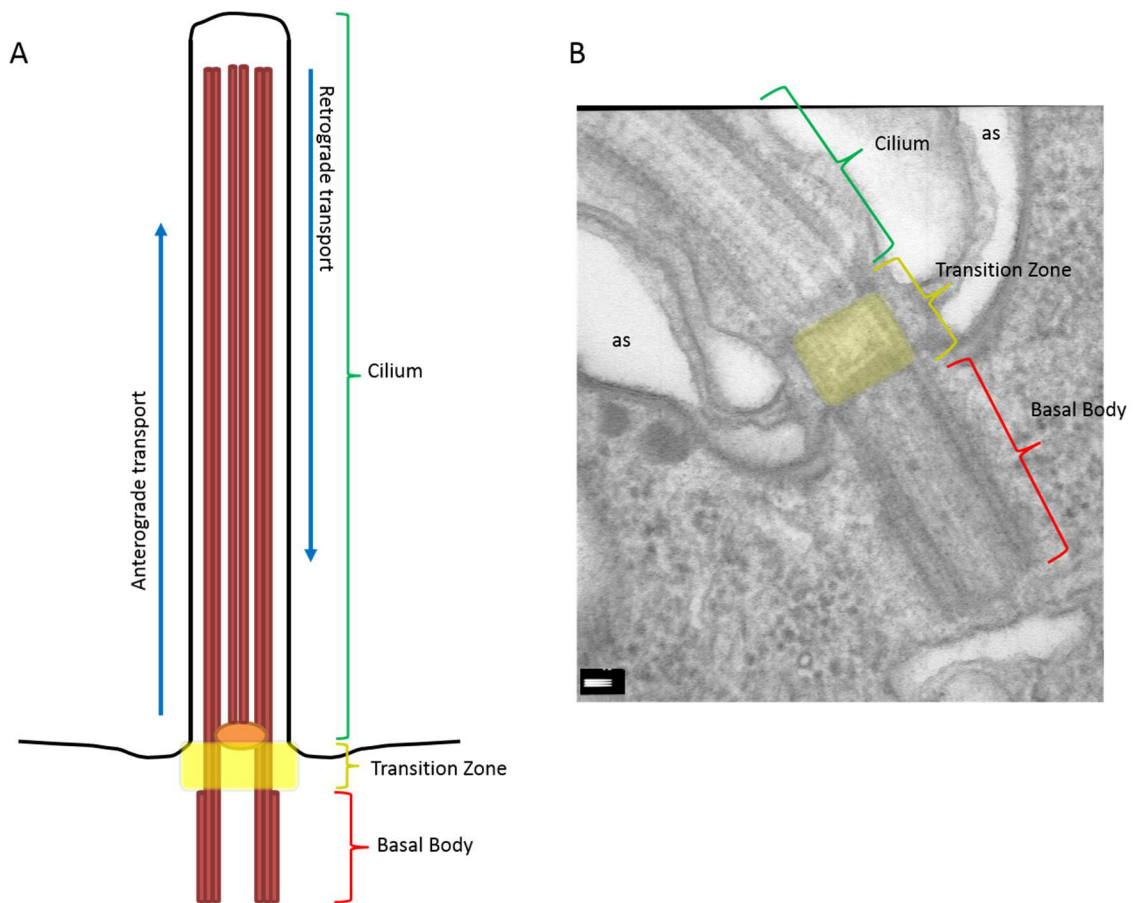 A
Retrograde transport
Anterograde transport
Cilium
Transition Zone
Basal Body
B
Cilium
as
Transition Zone
as
Basal Body